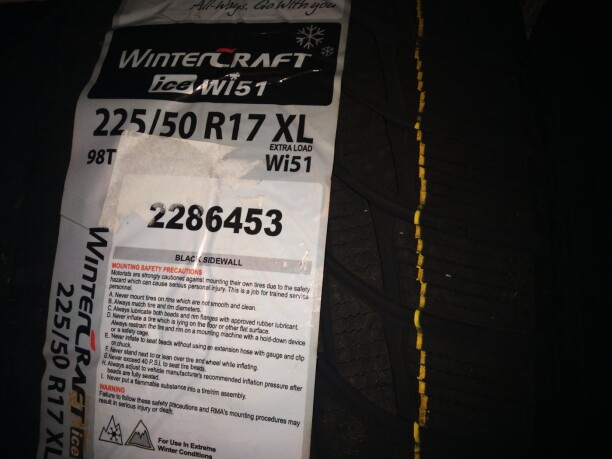 All-Ways, Go With you
WINTERCRAFT
ice Wi51
225/50 R17 XL
EXTRA LOAD
98T
Wi51
2286453
BLACK SIDEWALL
MOUNTING SAFETY PRECAUTIONS
Motorists are strongly cautioned against mounting their own tires due to the safety
hazard which can cause serious personal injury. This is a job for trained service
personnel.
A. Never mount tires on rims which are not smooth and clean.
B. Always match tire and rim diameters.
C. Always lubricate both beads and rim flanges with approved rubber lubricant.
D. Never inflate a tire which is lying on the floor or other flat surface.
Always restrain the tire and rim on a mounting machine with a hold-down device
or a safety cage.
E. Never inflate to seat beads without using an extension hose with gauge and clip
on chuck.
F. Never stand next to or lean over tire and wheel while inflating.
G. Never exceed 40 P.S.I. to seat tire beads.
H. Always adjust to vehicle manufacturer's recommended inflation pressure after
beads are fully seated.
I. Never put a flammable substance into a tire/rim assembly.
WARNING
Failure to follow these safety precautions and RMA's mounting procedures may
result in serious injury or death.
For Use In Extreme
Winter Conditions
WINTERCRAFT ice
225/50 R17 XL